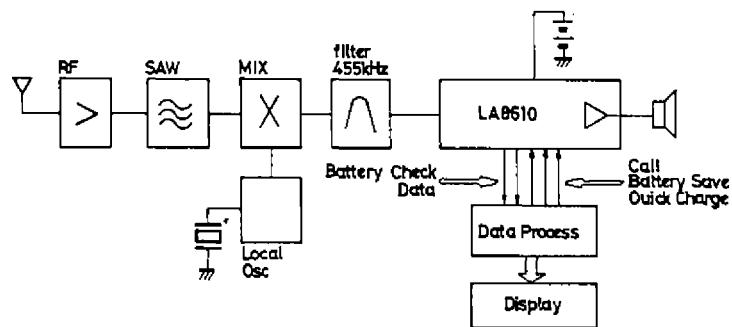 RF
SAW
MIX
filter
455kHz
LA8610
Battery Check
Data
Call
Battery Save
Quick Charge
Local
Osc
Data Process
Display